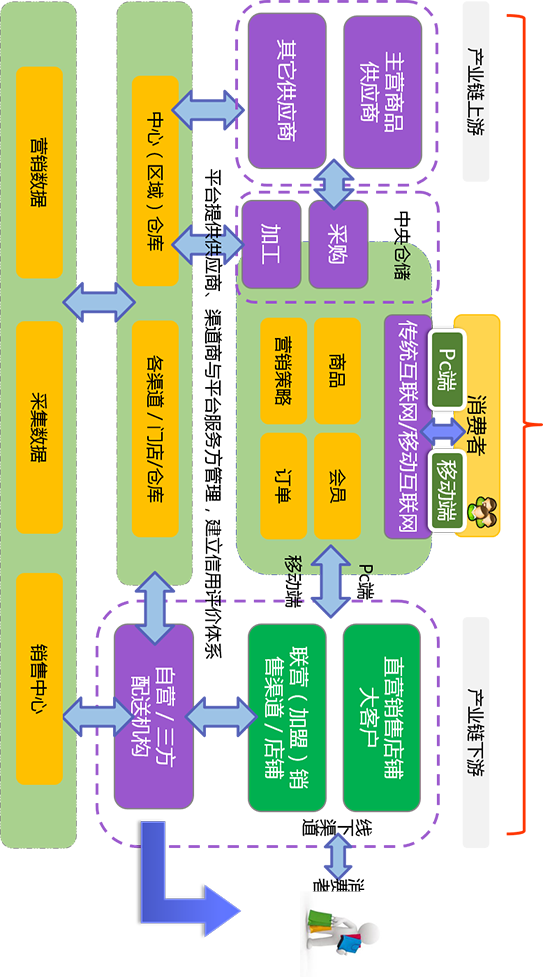 产业链上游
产业链下游
消费者
Pc端
移动端
传统互联网/移动互联网
主营商品
供应商
其它供应商
中央仓储
采购
加工
商品
会员
营销策略
订单
Pc端
移动端
直营销售店铺
大客户
联营（加盟）销
售渠道／店铺
线下渠
道
消费
者
平台提供供应商、渠道商与平台服务方管理，建立信用评价体系
中心（区域）仓库
各渠道／门店/仓库
自营／三方
配送机构
营销数据
采集数据
销售中心